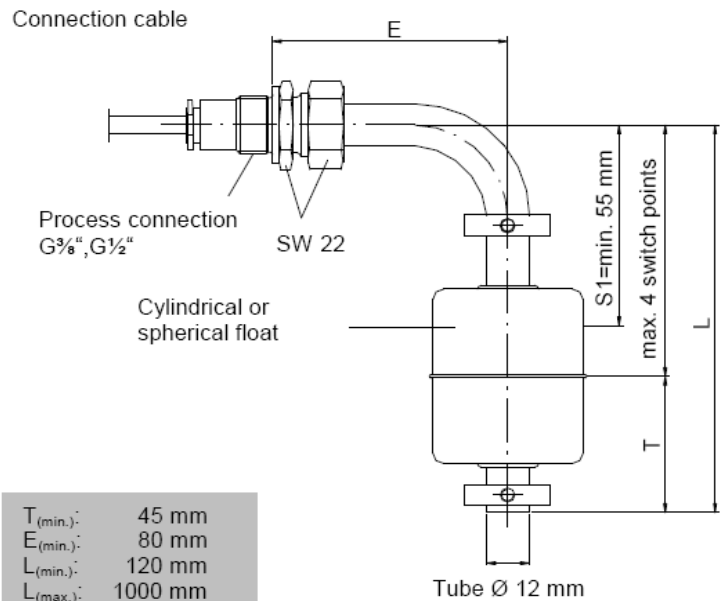 Connection cable
E
Process connection
G⅜“,G½“
SW 22
Cylindrical or
spherical float
S1=min. 55 mm
max. 4 switch points
L
T
T(min.): 45 mm
E(min.): 80 mm
L(min.): 120 mm
L(max.): 1000 mm
Tube Ø 12 mm